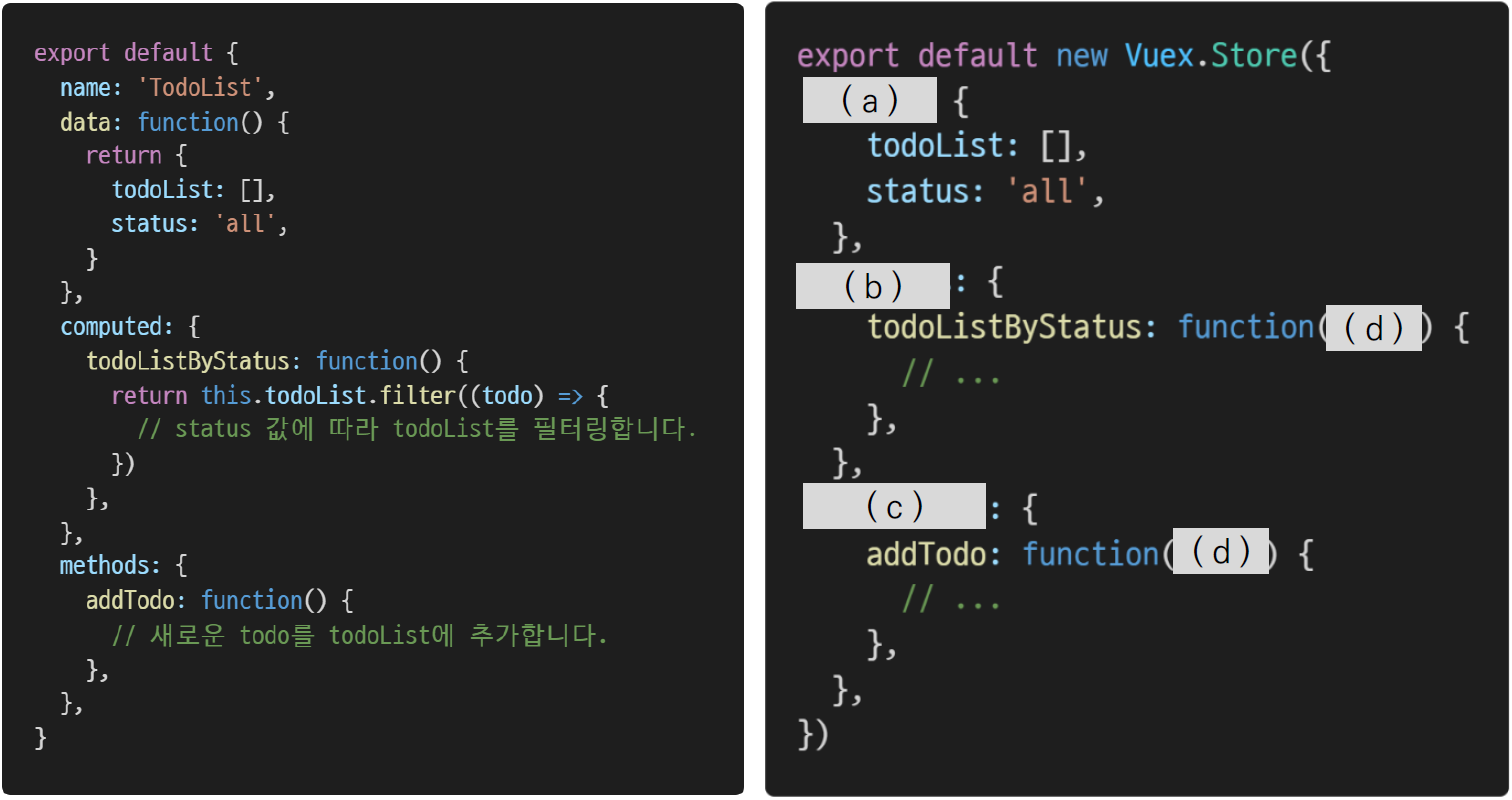 export default {
name: 'TodoList',
data: function() {
return {
todoList: [],
status: 'all',
}
},
computed: {
todoListByStatus: function() {
return this.todoList.filter((todo) => {
// status 값에 따라 todoList를 필터링합니다.
})
},
},
methods: {
addTodo: function() {
// 새로운 todo를 todoList에 추가합니다.
},
},
}
export default new Vuex.Store({
(a) {
todoList: [],
status: 'all',
},
(b) : {
todoListByStatus: function( (d) ) {
// ...
},
},
(c) : {
addTodo: function( (d) ) {
// ...
},
},
})